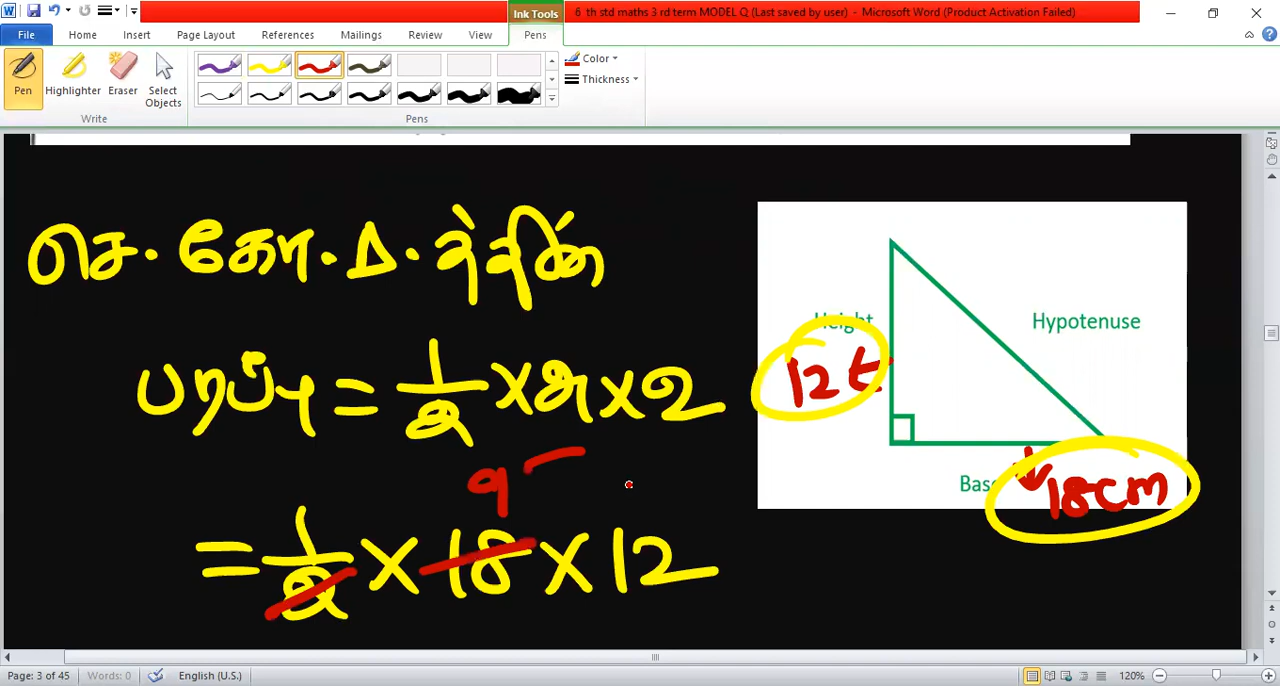 6 th std maths 3 rd term MODEL Q (Last saved by user) - Microsoft Word (Product Activation Failed)
Ink Tools
File Home Insert Page Layout References Mailings Review View Pens
Pen Highlighter Eraser Select Objects
Color
Thickness
Write
Pens
செ. கோ. Δ. த்தின்
Height
Hypotenuse
12
பரப்பு = 1/2 × அ × உ
Base
18cm
9
= 1/2 × 18 × 12
Page: 3 of 45 Words: 0 English (U.S.) 120%